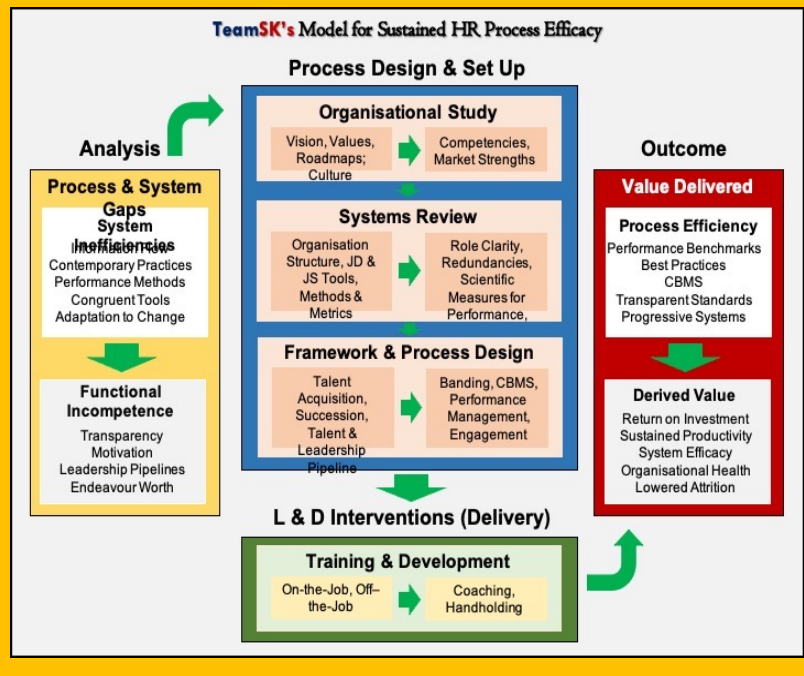 TeamSK's Model for Sustained HR Process Efficacy
Analysis
Process & System
Gaps
System
Inefficiencies
Information Flow
Contemporary Practices
Performance Methods
Congruent Tools
Adaptation to Change
Functional
Incompetence
Transparency
Motivation
Leadership Pipelines
Endeavour Worth
Process Design & Set Up
Organisational Study
Vision, Values,
Roadmaps;
Culture
Competencies,
Market Strengths
Systems Review
Organisation
Structure, JD &
JS Tools,
Methods &
Metrics
Role Clarity,
Redundancies,
Scientific
Measures for
Performance,
Framework & Process Design
Talent
Acquisition,
Succession,
Talent &
Leadership
Pipeline
Banding, CBMS,
Performance
Management,
Engagement
L & D Interventions (Delivery)
Training & Development
On-the-Job, Off–
the-Job
Coaching,
Handholding
Outcome
Value Delivered
Process Efficiency
Performance Benchmarks
Best Practices
CBMS
Transparent Standards
Progressive Systems
Derived Value
Return on Investment
Sustained Productivity
System Efficacy
Organisational Health
Lowered Attrition